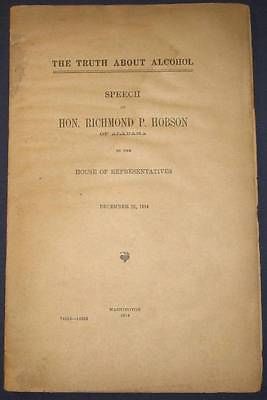 THE TRUTH ABOUT ALCOHOL
SPEECH
OF
HON. RICHMOND P. HOBSON
OF ALABAMA
IN THE
HOUSE OF REPRESENTATIVES
DECEMBER 22, 1914
WASHINGTON
1914